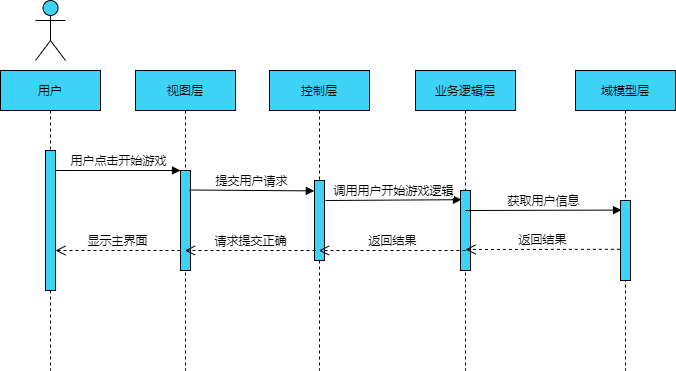 用户
视图层
控制层
业务逻辑层
域模型层
用户点击开始游戏
提交用户请求
调用用户开始游戏逻辑
获取用户信息
显示主界面
请求提交正确
返回结果
返回结果